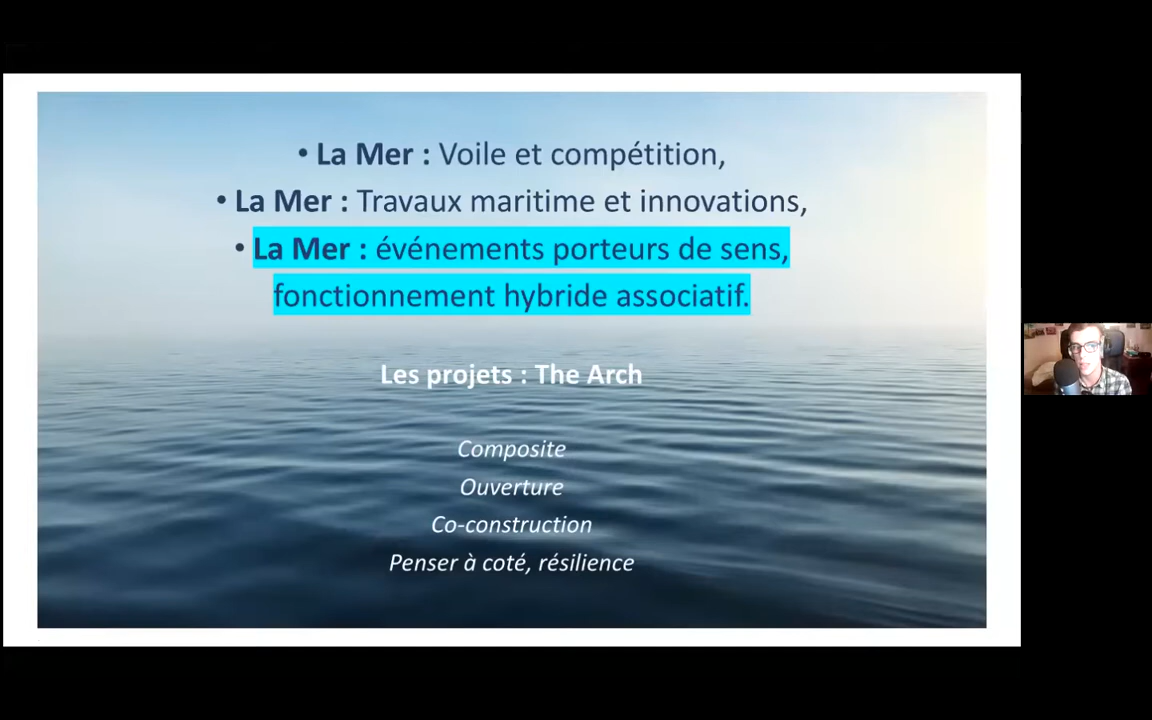 • La Mer : Voile et compétition,
• La Mer : Travaux maritime et innovations,
• La Mer : événements porteurs de sens,
fonctionnement hybride associatif.
Les projets : The Arch
Composite
Ouverture
Co-construction
Penser à coté, résilience